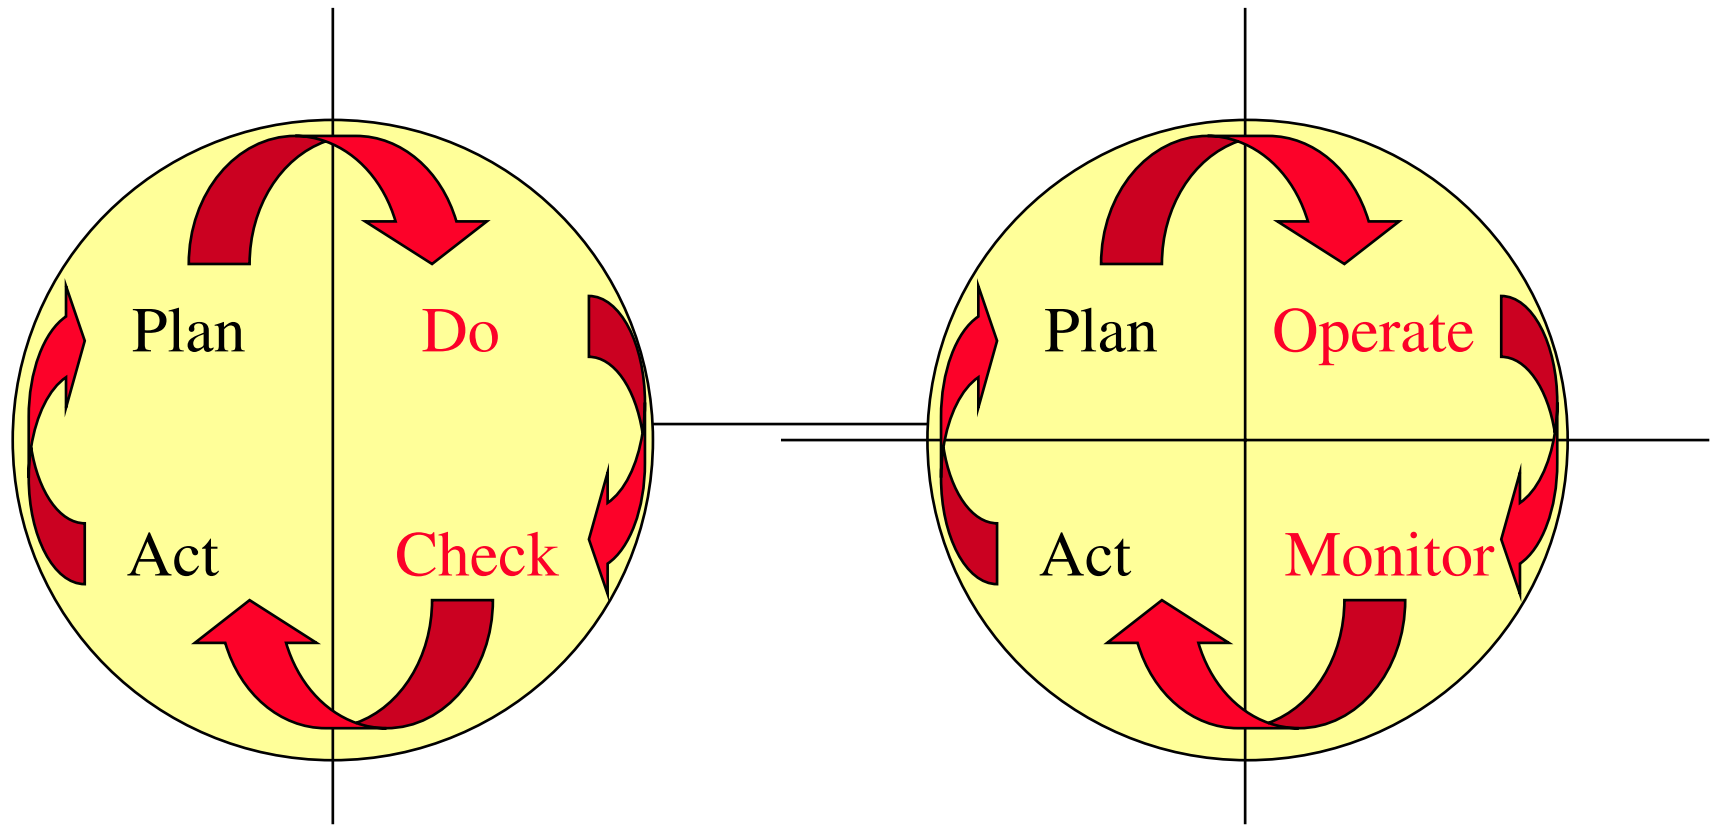 Plan
Do
Act
Check
Plan
Operate
Act
Monitor